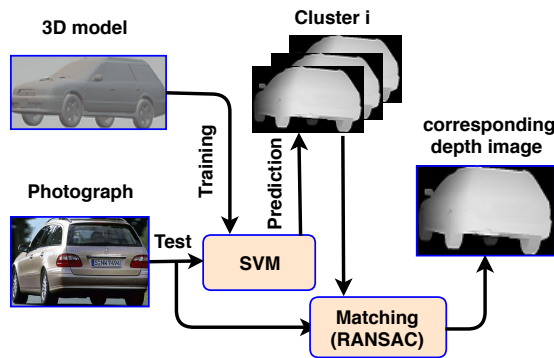 3D model
Cluster i
Training
Prediction
corresponding
depth image
Photograph
Test
SVM
Matching
(RANSAC)